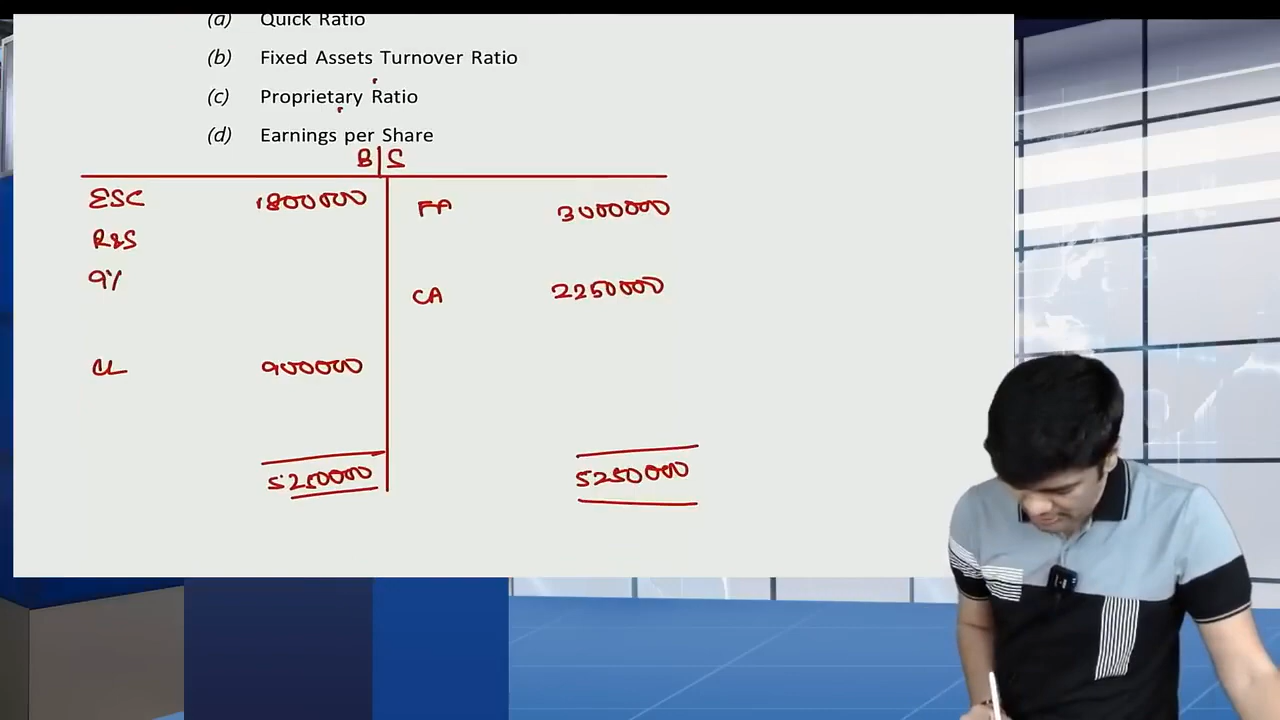 (a) Quick Ratio
(b) Fixed Assets Turnover Ratio
(c) Proprietary Ratio
(d) Earnings per Share
B S
ESC 1800000 FA 3000000
R&S
9% CA 2250000
CL 900000
5250000 5250000